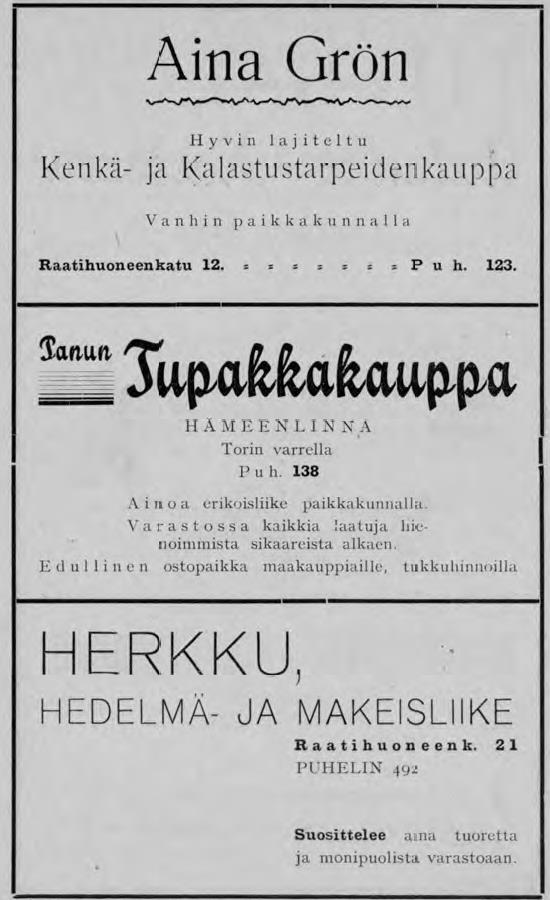 Aina Grön
Hyvin lajiteltu
Kenkä- ja Kalastustarpeidenkauppa
Vanhin paikkakunnalla
Raatihuoneenkatu 12. = = = = = = = Puh. 123.
Panun Tupakkakauppa
HÄMEENLINNA
Torin varrella
Puh. 138
Ainoa erikoisliike paikkakunnalla.
Varastossa kaikkia laatuja hie-
noimmista sikaareista alkaen.
Edullinen ostopaikka maakauppiaille, tukkuhinnoilla
HERKKU,
HEDELMÄ- JA MAKEISLIIKE
Raatihuoneenk. 21
PUHELIN 492
Suosittelee aina tuoretta
ja monipuolista varastoaan.